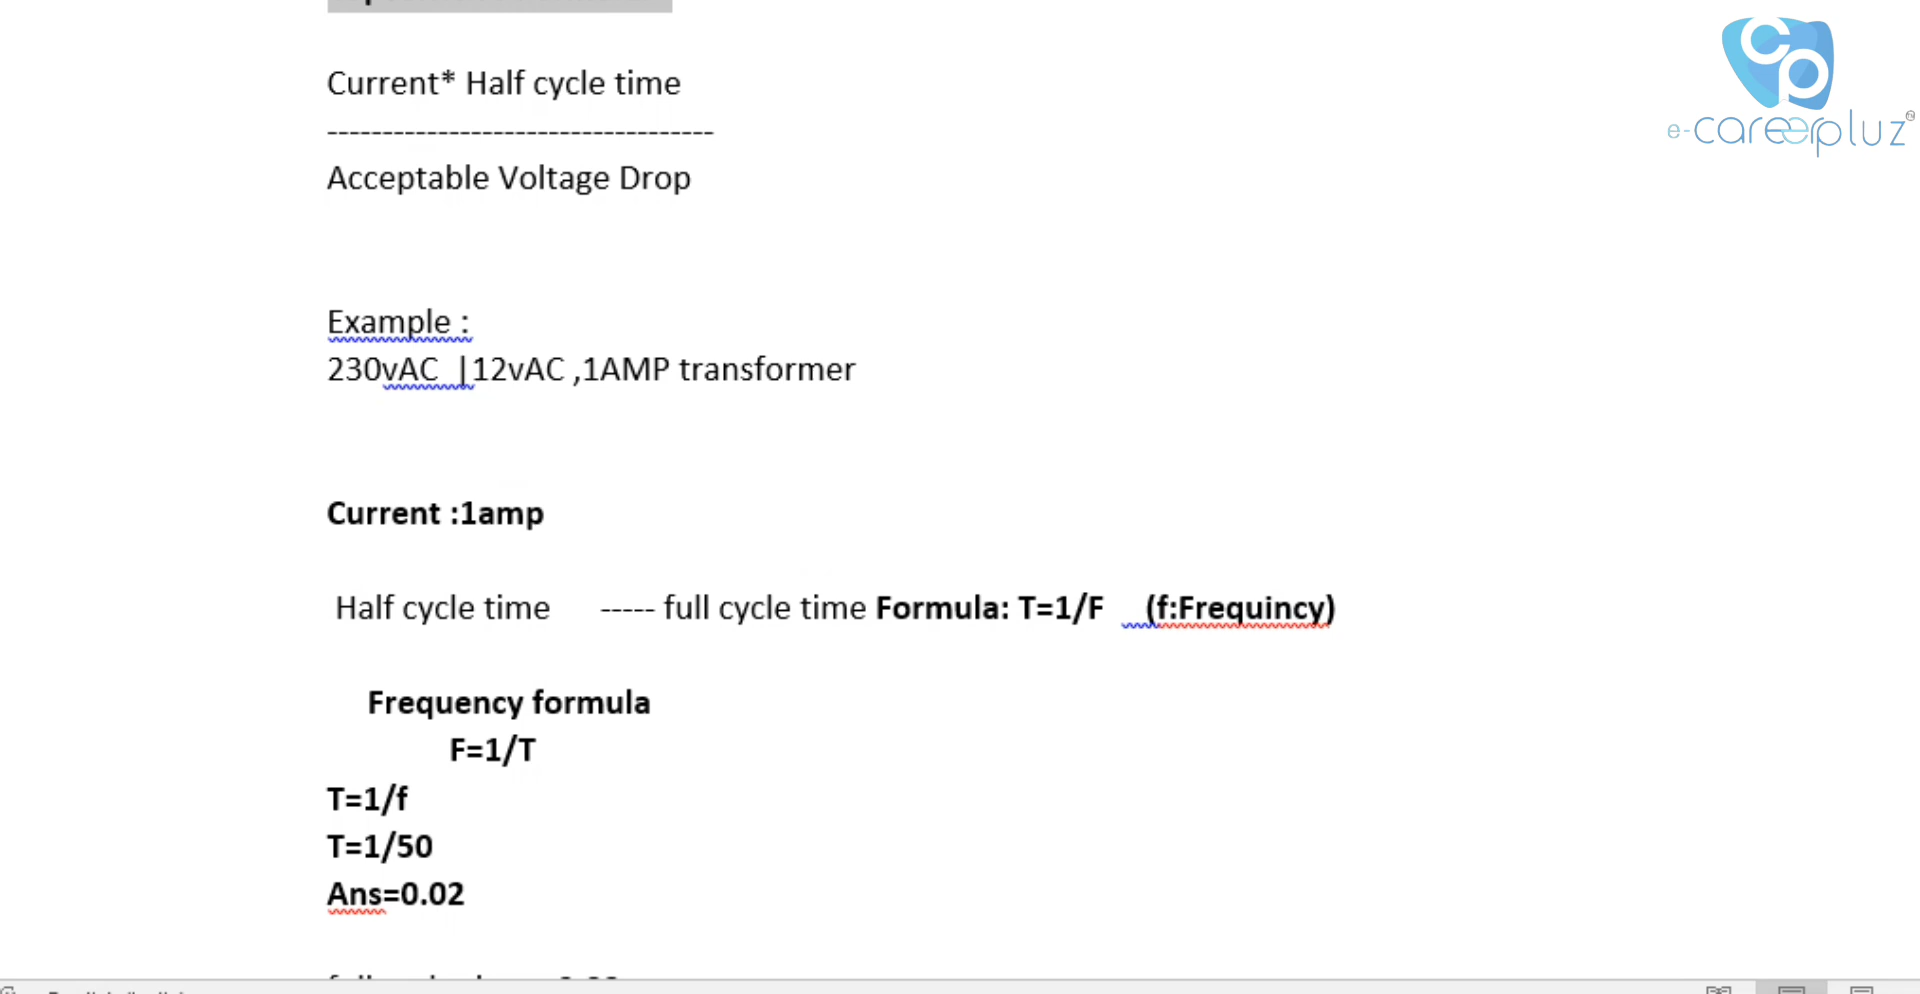 Current* Half cycle time
-----------------------------------
Acceptable Voltage Drop
Example :
230vAC |12vAC ,1AMP transformer
Current :1amp
Half cycle time ----- full cycle time Formula: T=1/F (f:Frequincy)
Frequency formula
F=1/T
T=1/f
T=1/50
Ans=0.02
cp
e-careerpluz